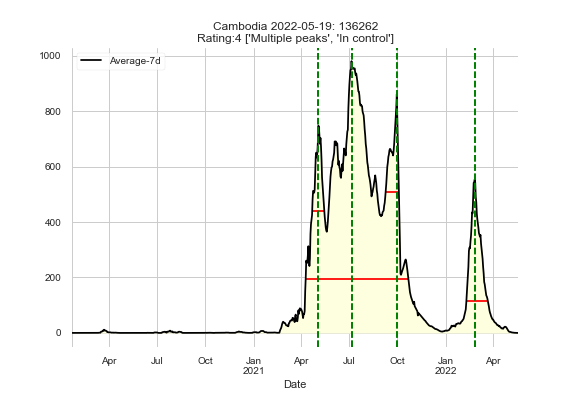 Cambodia 2022-05-19: 136262
Rating:4 ['Multiple peaks', 'In control']
Average-7d
1000
800
600
400
200
0
Apr Jul Oct Jan Apr Jul Oct Jan Apr
2021 2022
Date